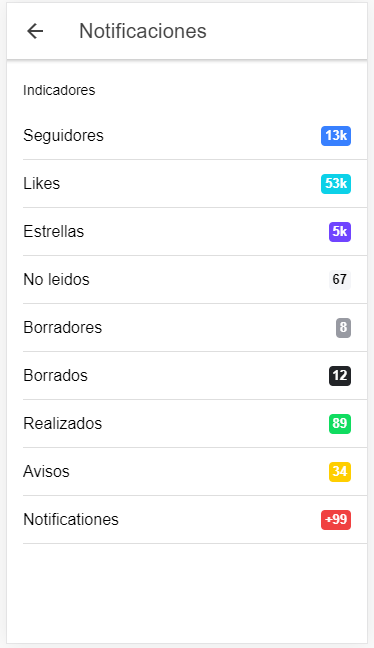 Notificaciones
Indicadores
Seguidores 13k
Likes 53k
Estrellas 5k
No leidos 67
Borradores 8
Borrados 12
Realizados 89
Avisos 34
Notificationes +99